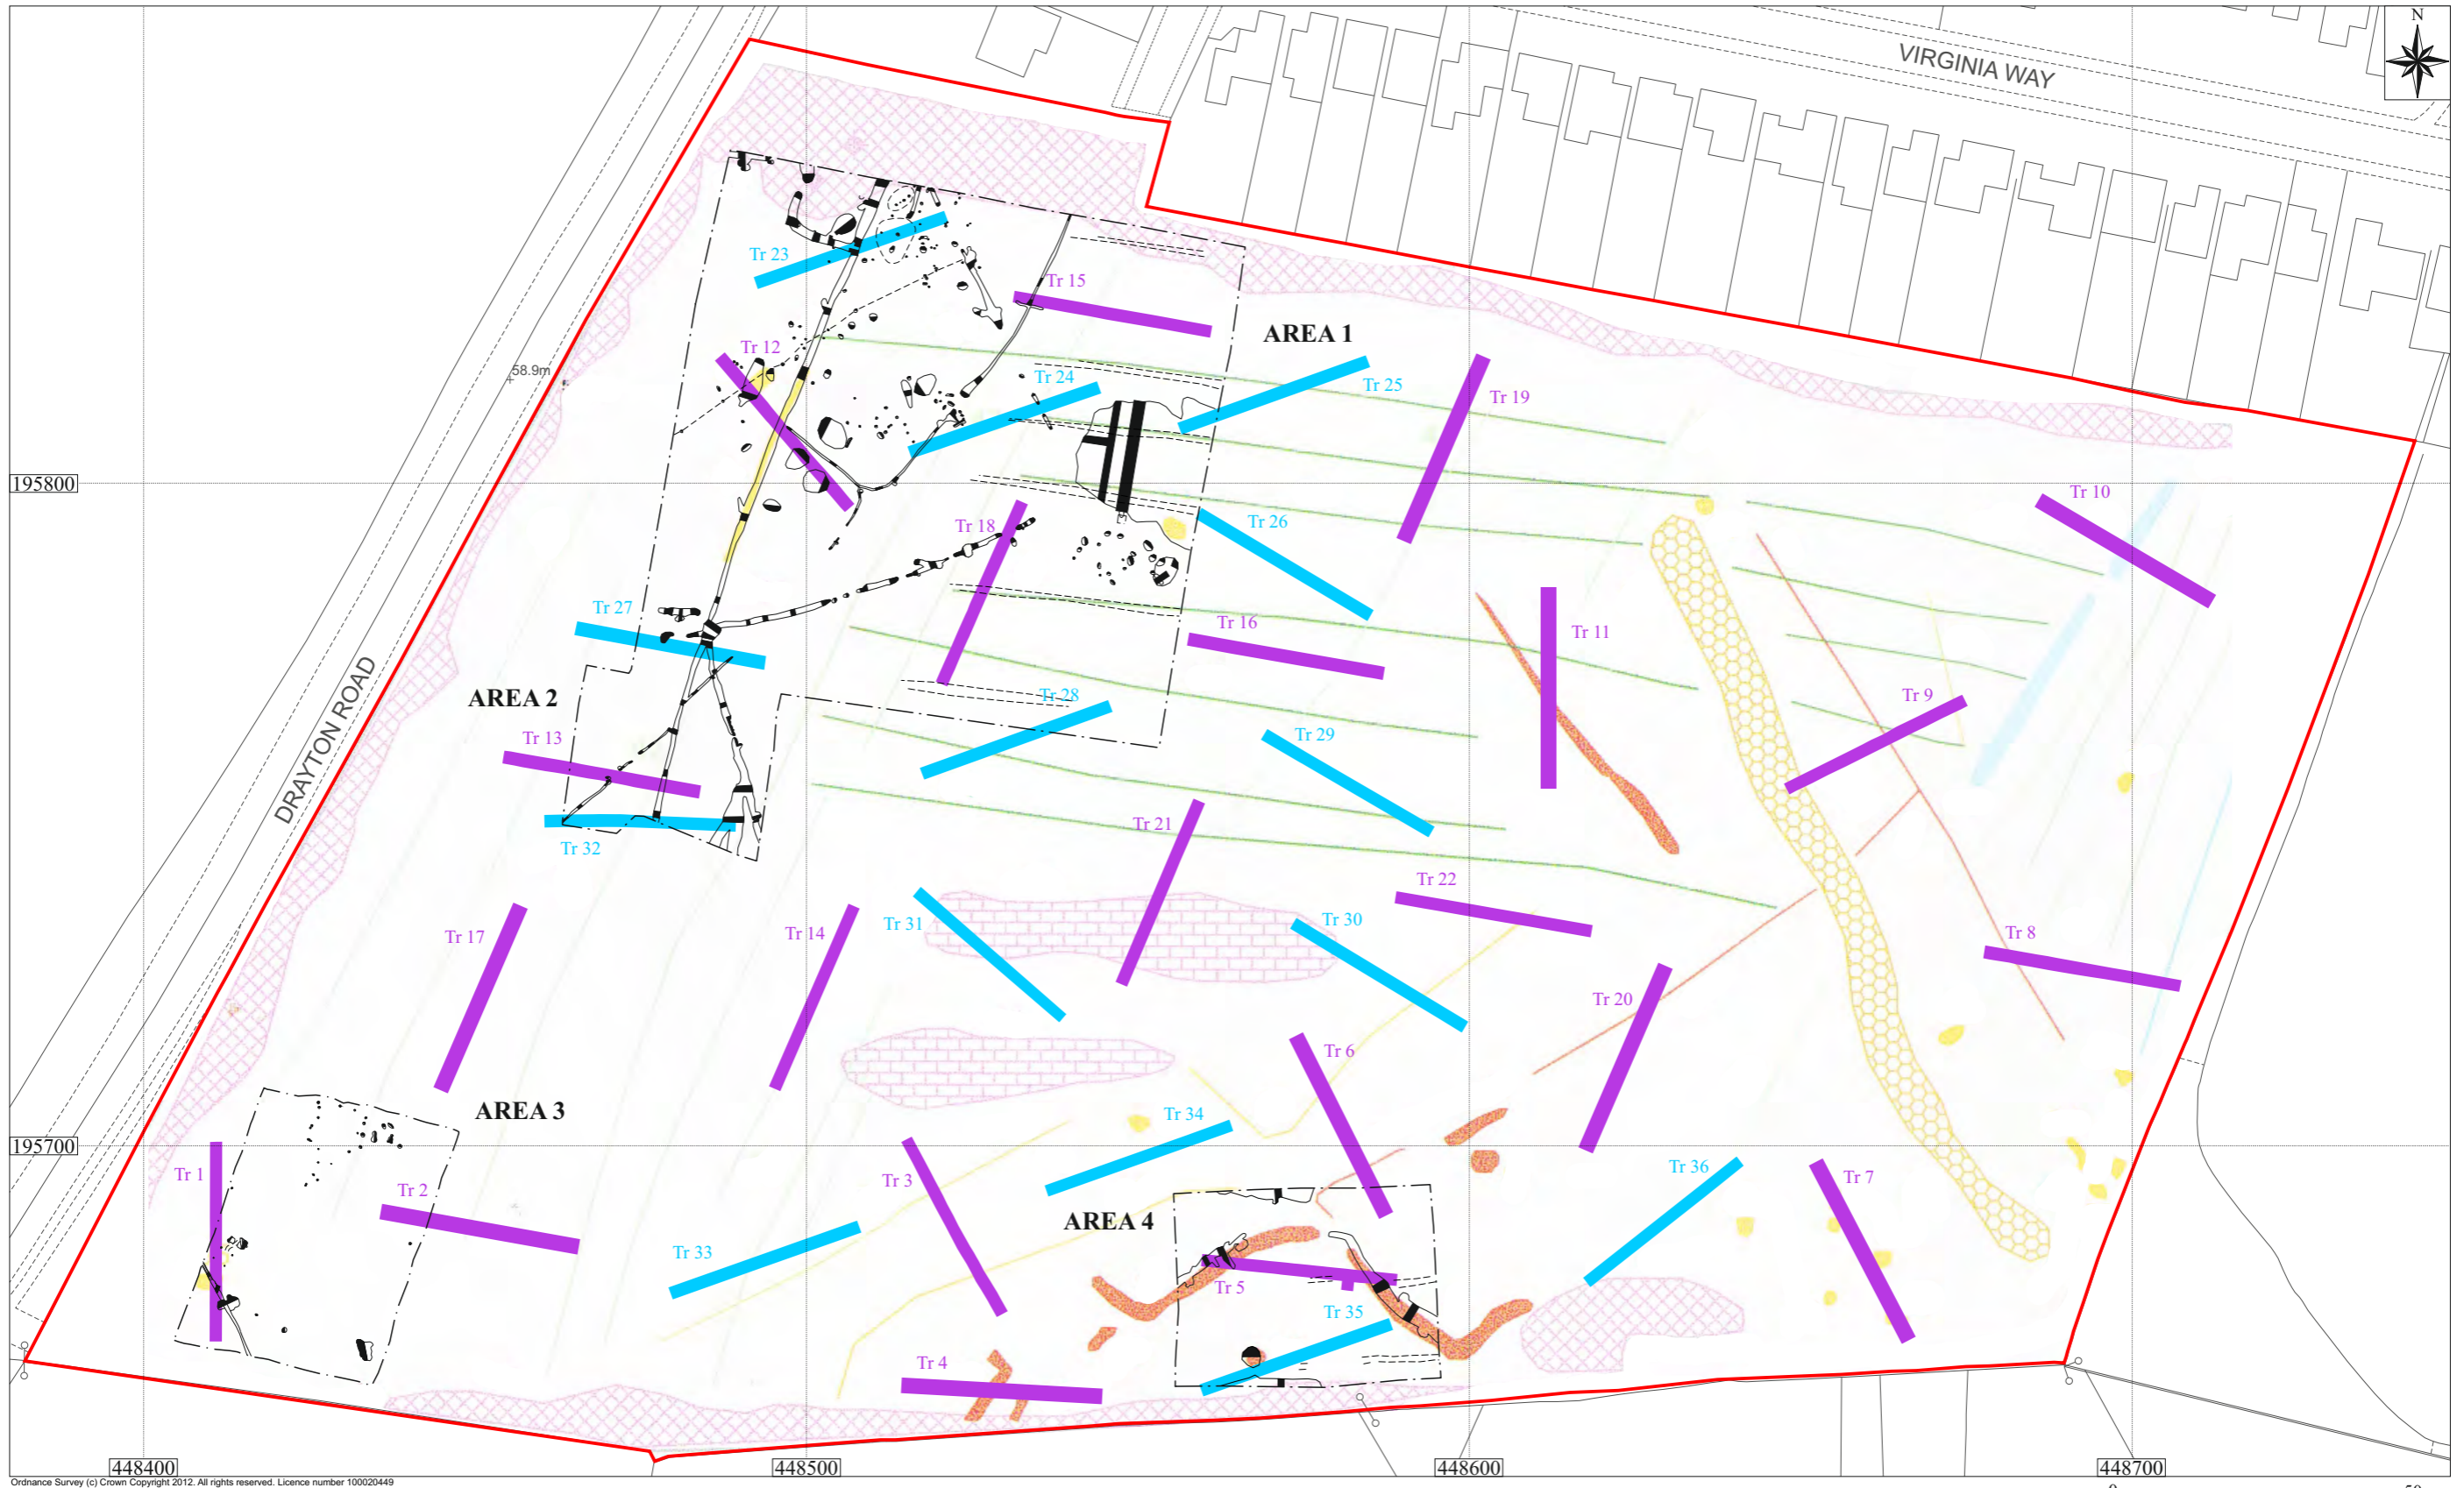 N
VIRGINIA WAY
Tr 23
Tr 15
AREA 1
Tr 12
58.9m
Tr 24
Tr 25
Tr 19
195800
Tr 10
Tr 18
Tr 26
Tr 27
Tr 16
Tr 11
AREA 2
Tr 28
Tr 9
Tr 29
DRAYTON ROAD
Tr 13
Tr 21
Tr 32
Tr 22
Tr 31
Tr 30
Tr 17
Tr 14
Tr 8
Tr 20
Tr 6
AREA 3
Tr 34
195700
Tr 1
Tr 2
Tr 3
Tr 36
Tr 7
AREA 4
Tr 33
Tr 5
Tr 35
Tr 4
448400
448500
448600
448700
Ordnance Survey (c) Crown Copyright 2012. All rights reserved. Licence number 100020449